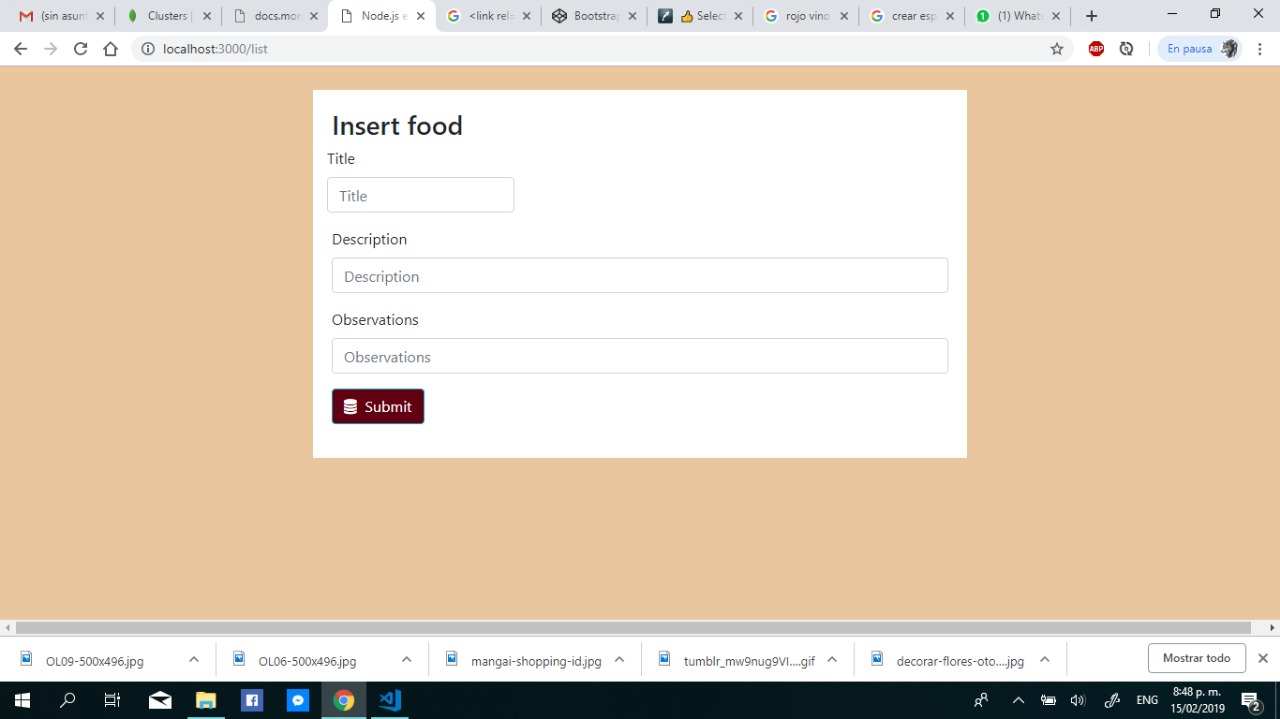 (sin asunt
Clusters |
docs.mon
Node.js e
<link rel=
Bootstrap
Select
rojo vino
crear esp
(1) Whats
localhost:3000/list
ABP
En pausa
Insert food
Title
Title
Description
Description
Observations
Observations
Submit
OL09-500x496.jpg
OL06-500x496.jpg
mangai-shopping-id.jpg
tumblr_mw9nug9VI....gif
decorar-flores-oto....jpg
Mostrar todo
ENG
8:48 p. m.
15/02/2019
2